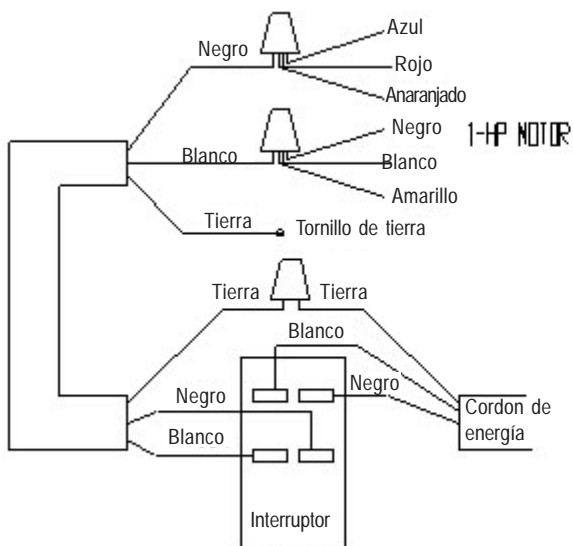 Azul
Negro
Rojo
Anaranjado
Negro
1-HP MOTOR
Blanco
Blanco
Amarillo
Tierra
Tornillo de tierra
Tierra
Tierra
Blanco
Negro
Negro
Cordon de
energía
Blanco
Interruptor